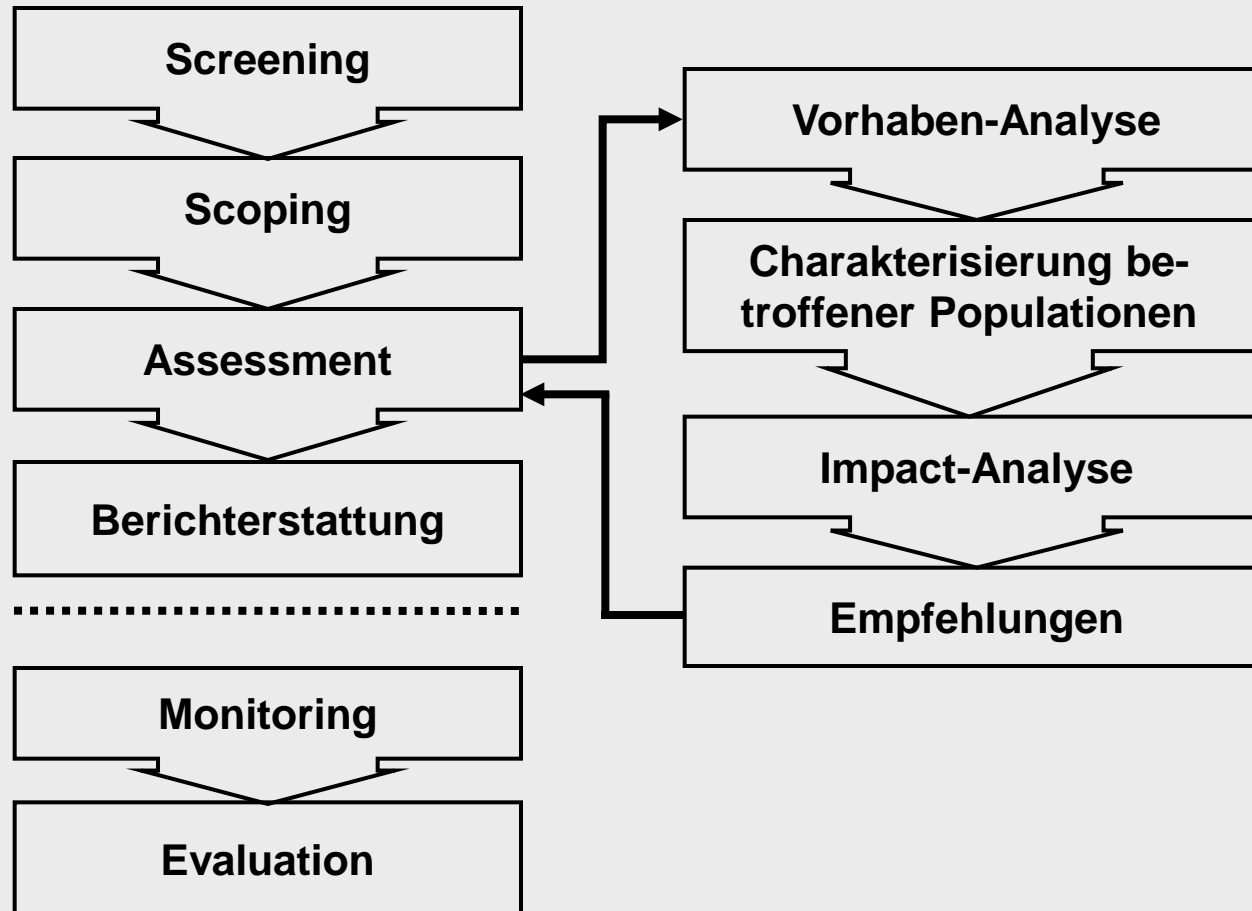 Screening
Scoping
Assessment
Berichterstattung
Monitoring
Evaluation
Vorhaben-Analyse
Charakterisierung be-
troffener Populationen
Impact-Analyse
Empfehlungen